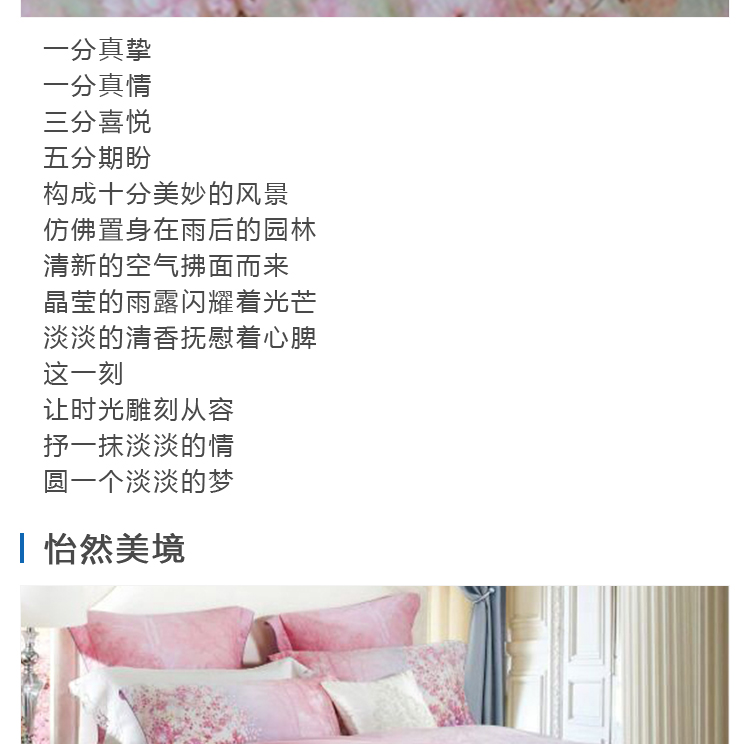 一分真挚
一分真情
三分喜悦
五分期盼
构成十分美妙的风景
仿佛置身在雨后的园林
清新的空气拂面而来
晶莹的雨露闪耀着光芒
淡淡的清香抚慰着心脾
这一刻
让时光雕刻从容
抒一抹淡淡的情
圆一个淡淡的梦
怡然美境